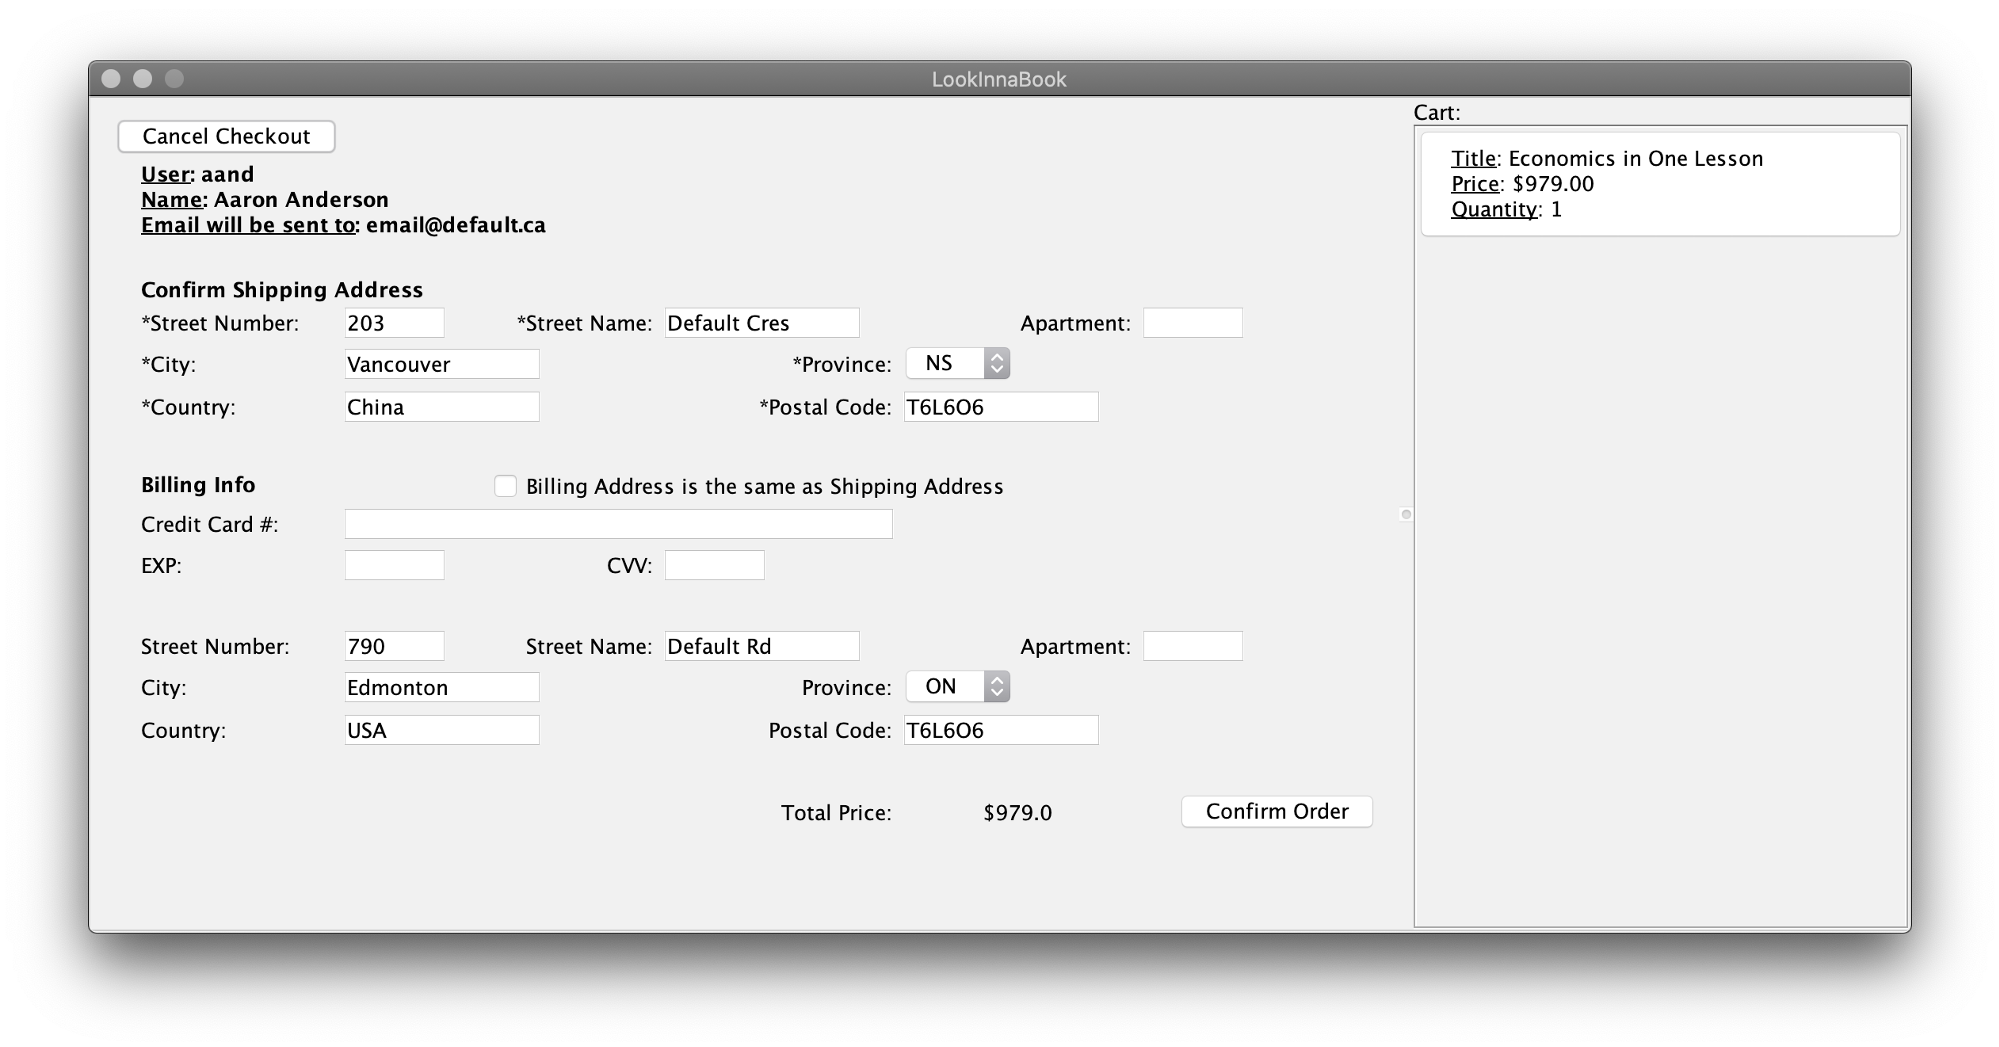 LookInnaBook
Cancel Checkout
User: aand
Name: Aaron Anderson
Email will be sent to: email@default.ca
Confirm Shipping Address
*Street Number: 203 *Street Name: Default Cres Apartment:
*City: Vancouver *Province: NS
*Country: China *Postal Code: T6L6O6
Billing Info Billing Address is the same as Shipping Address
Credit Card #:
EXP: CVV:
Street Number: 790 Street Name: Default Rd Apartment:
City: Edmonton Province: ON
Country: USA Postal Code: T6L6O6
Total Price: $979.0 Confirm Order
Cart:
Title: Economics in One Lesson
Price: $979.00
Quantity: 1